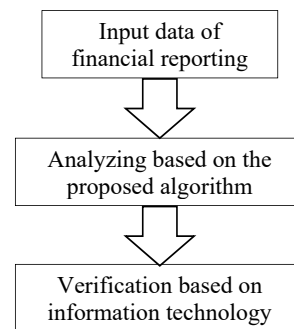 Input data of
financial reporting
Analyzing based on the
proposed algorithm
Verification based on
information technology